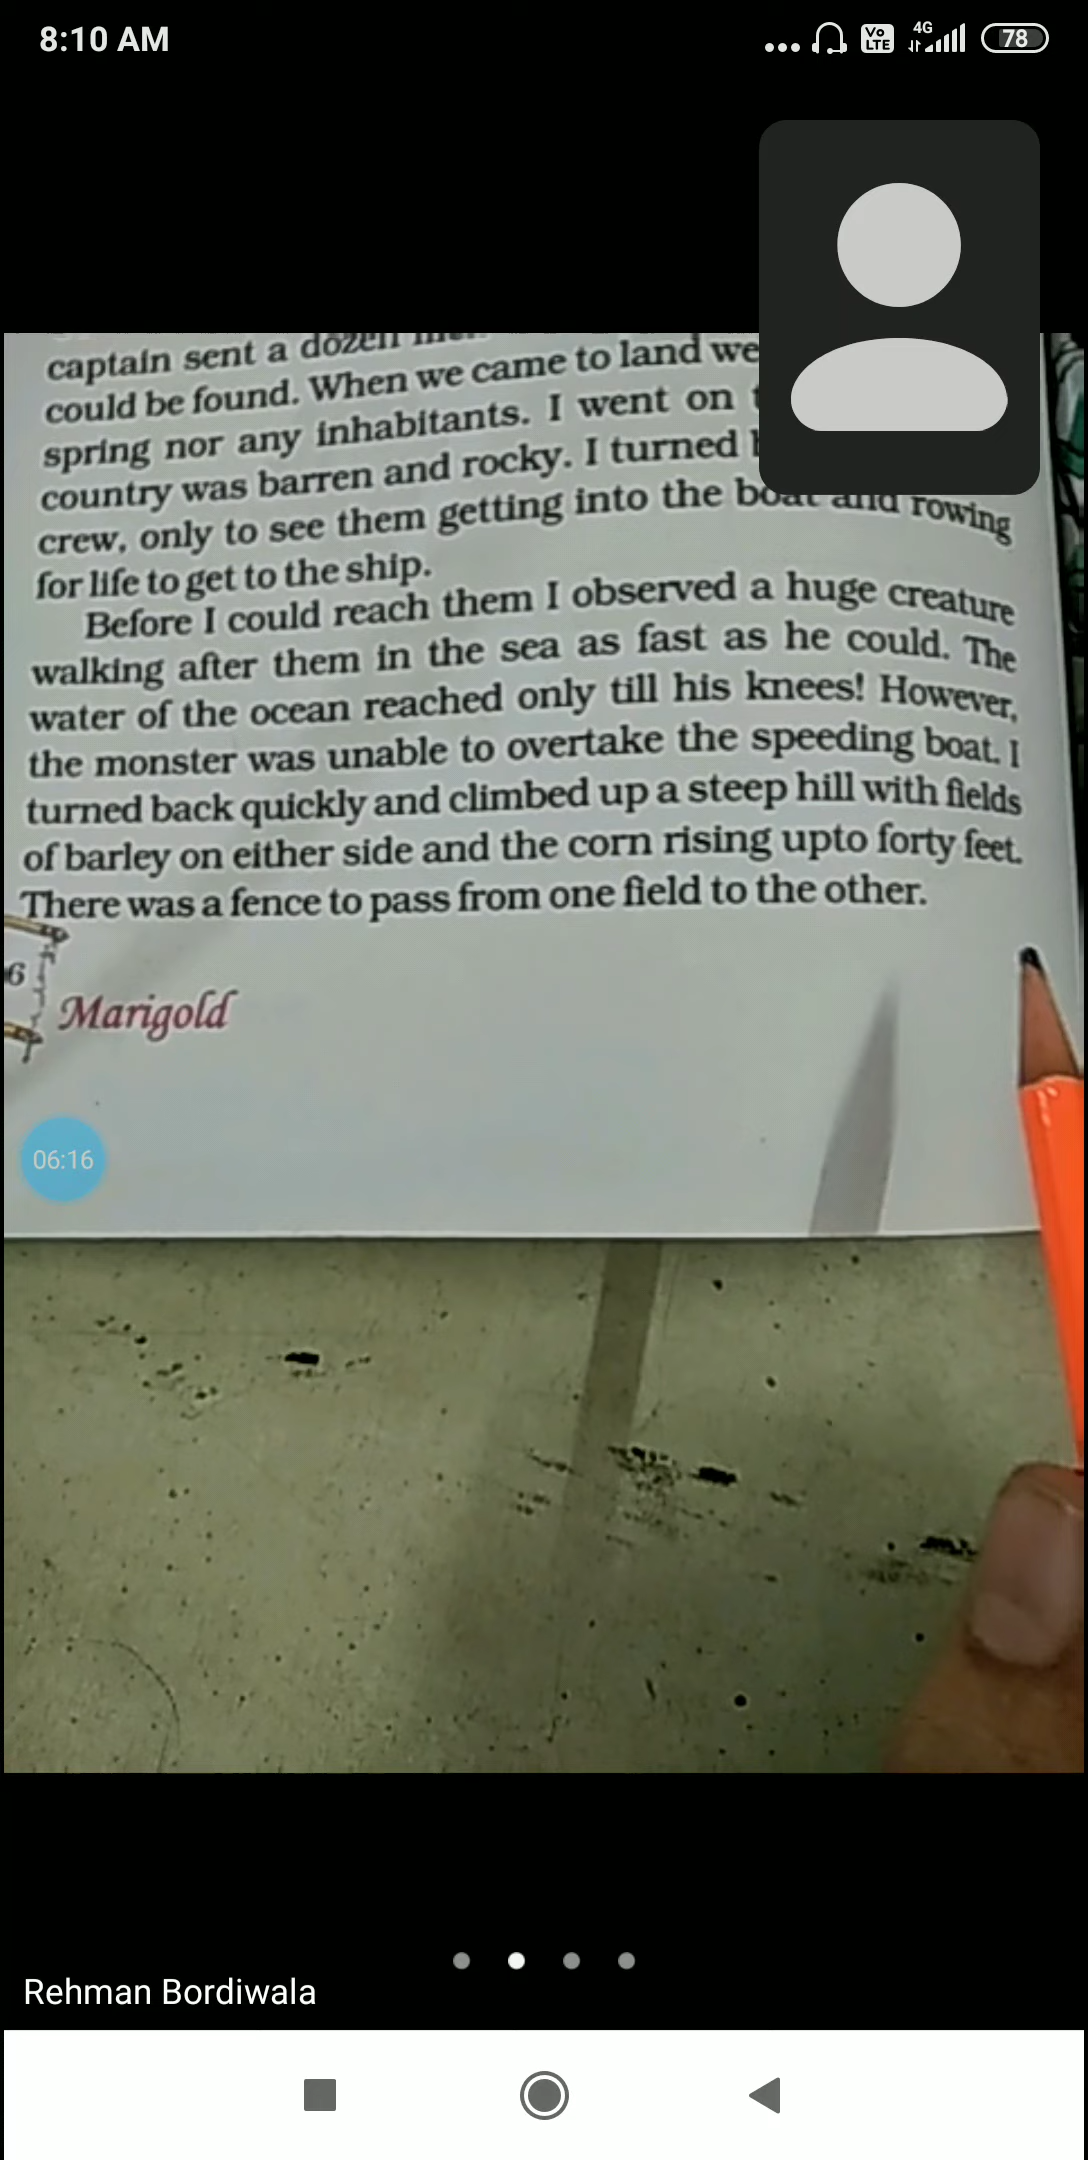 8:10 AM
Vo LTE
4G
78
captain sent a dozen
could be found. When we came to land we
spring nor any inhabitants. I went on
country was barren and rocky. I turned
crew, only to see them getting into the boat and rowing
for life to get to the ship.
Before I could reach them I observed a huge creature
walking after them in the sea as fast as he could. The
water of the ocean reached only till his knees! However,
the monster was unable to overtake the speeding boat. I
turned back quickly and climbed up a steep hill with fields
of barley on either side and the corn rising upto forty feet.
There was a fence to pass from one field to the other.
6
Marigold
06:16
Rehman Bordiwala